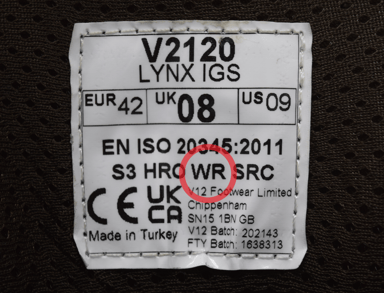 V2120
LYNX IGS
EUR 42 UK 08 US 09
EN ISO 20345:2011
S3 HRO WR SRC
CE UK CA
V12 Footwear Limited
Chippenham
SN15 1BN GB
Made in Turkey
V12 Batch: 202143
FTY Batch: 1638313